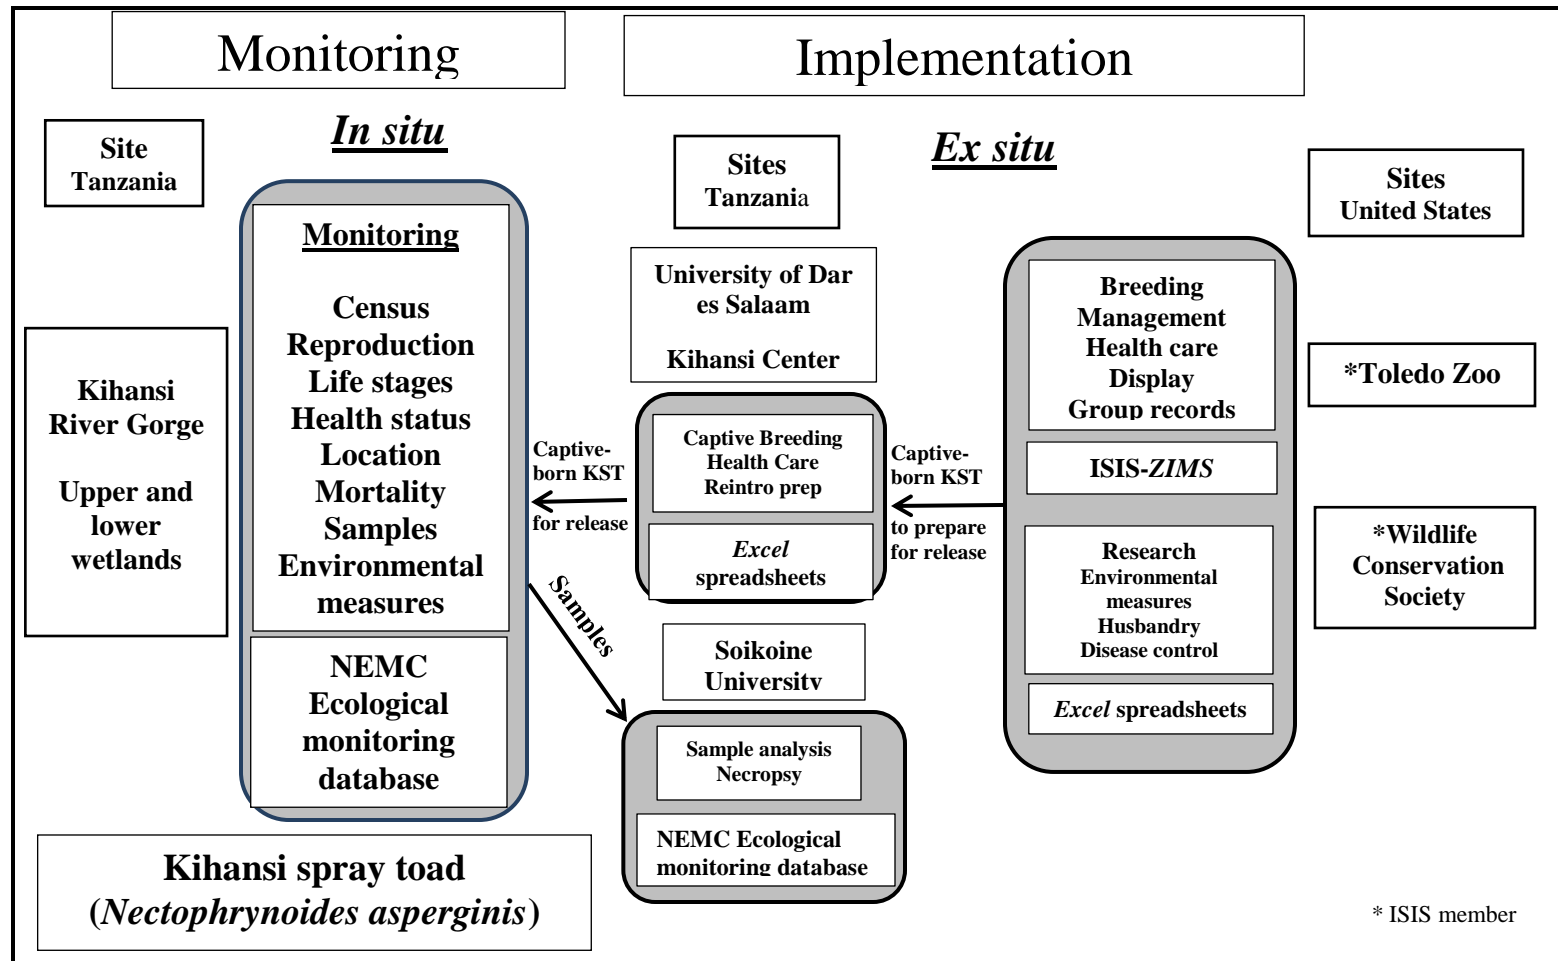 Monitoring
Implementation
In situ
Ex situ
Site
Tanzania
Kihansi
River Gorge
Upper and
lower
wetlands
Monitoring
Census
Reproduction
Life stages
Health status
Location
Mortality
Samples
Environmental
measures
NEMC
Ecological
monitoring
database
Captive-
born KST
for release
Samples
Sites
Tanzania
University of Dar
es Salaam
Kihansi Center
Captive Breeding
Health Care
Reintro prep
Excel
spreadsheets
Soikoine
University
Sample analysis
Necropsy
NEMC Ecological
monitoring database
Captive-
born KST
to prepare
for release
Breeding
Management
Health care
Display
Group records
ISIS-ZIMS
Research
Environmental
measures
Husbandry
Disease control
Excel spreadsheets
Sites
United States
*Toledo Zoo
*Wildlife
Conservation
Society
Kihansi spray toad
(Nectophrynoides asperginis)
* ISIS member